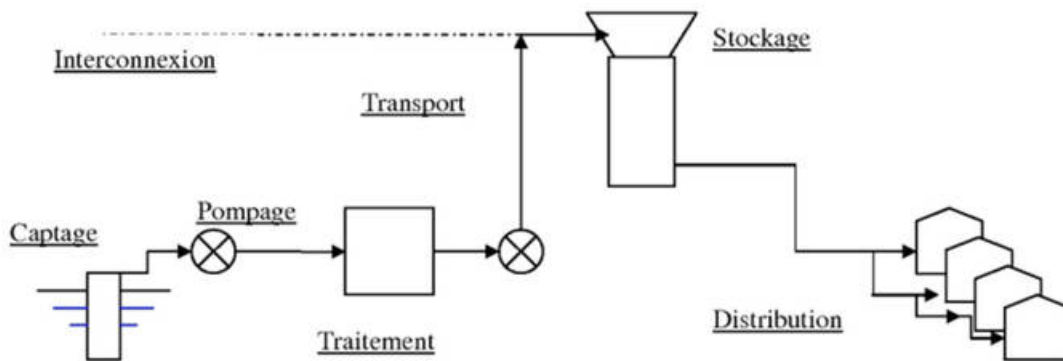 Interconnexion
Stockage
Transport
Pompage
Captage
Traitement
Distribution